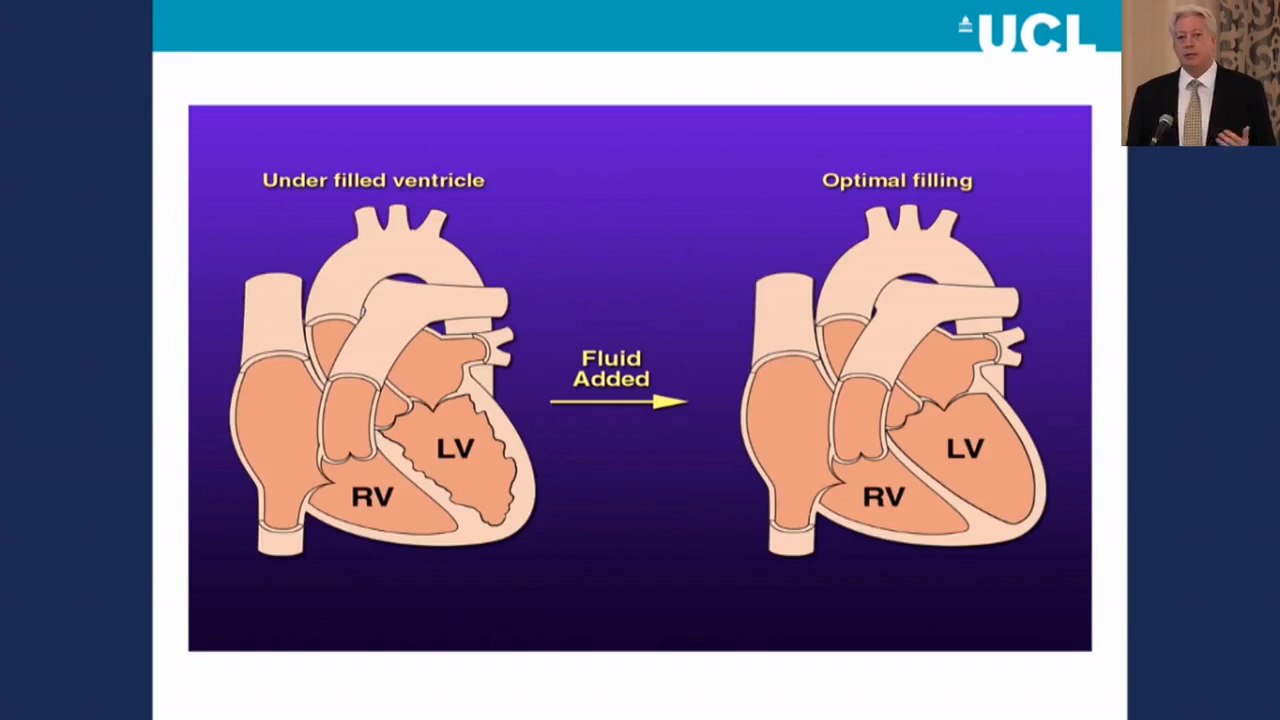 UCL
Under filled ventricle
Optimal filling
Fluid
Added
LV
LV
RV
RV